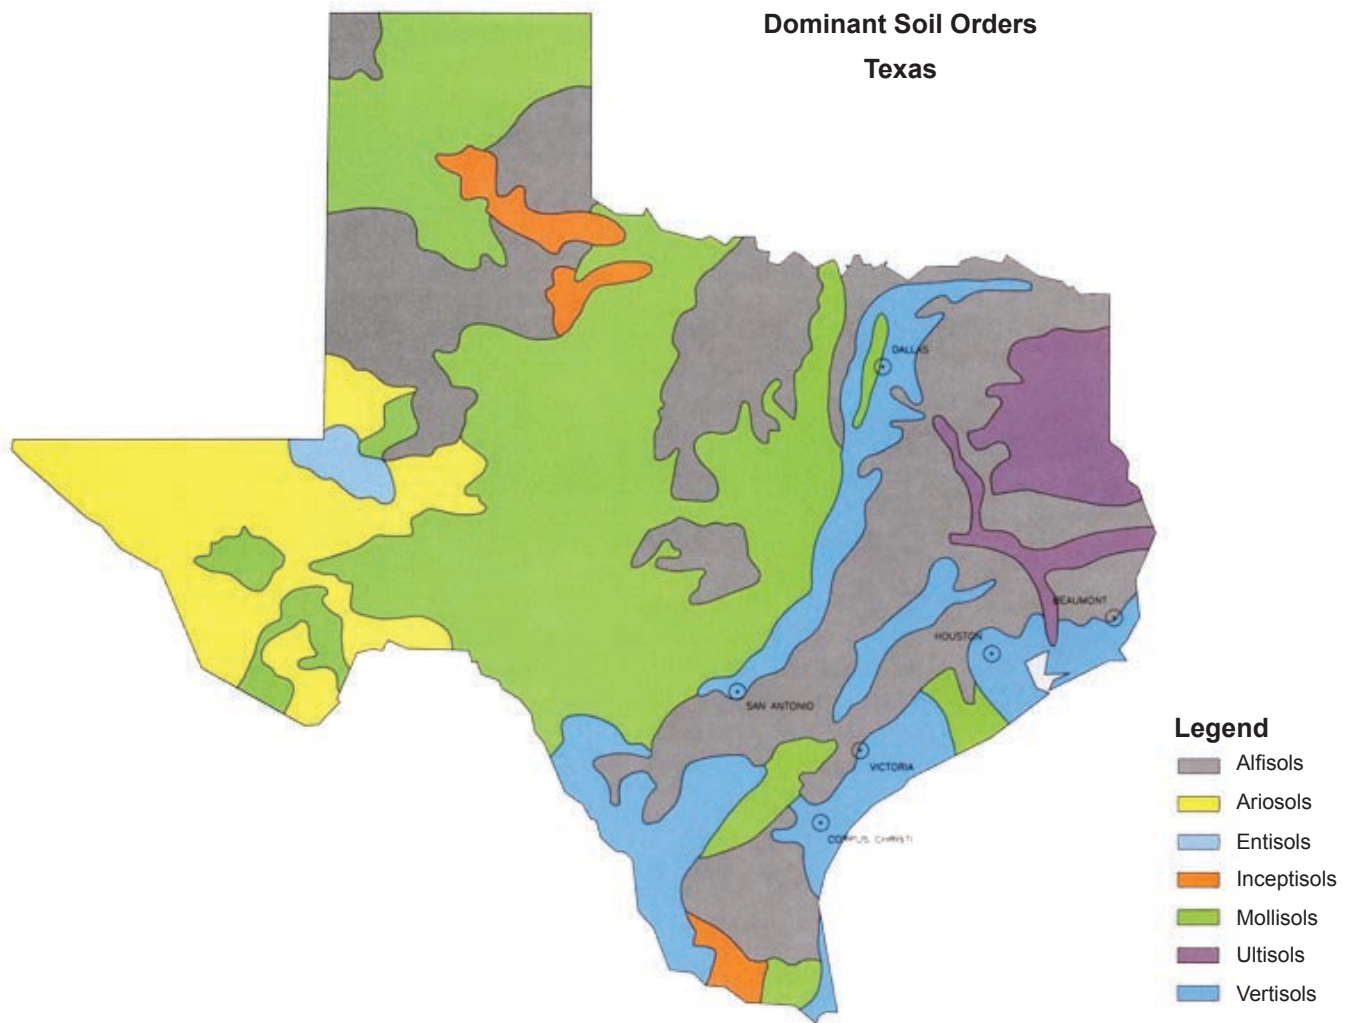 Dominant Soil Orders
Texas
DALLAS
BEAUMONT
HOUSTON
SAN ANTONIO
VICTORIA
CORPUS CHRISTI
Legend
Alfisols
Ariosols
Entisols
Inceptisols
Mollisols
Ultisols
Vertisols